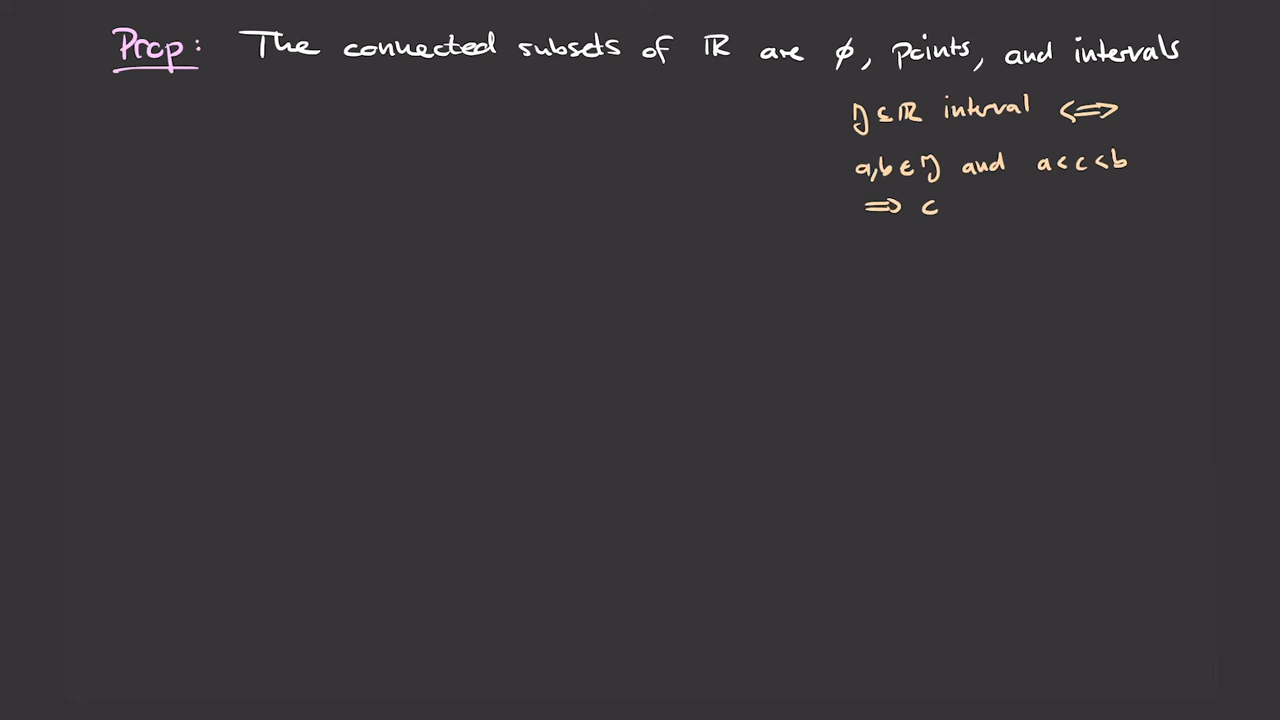 Prop: The connected subsets of ℝ are ∅, points, and intervals
J ⊆ ℝ interval ⟺
a,b ∈ J and a < c < b
⟹ c